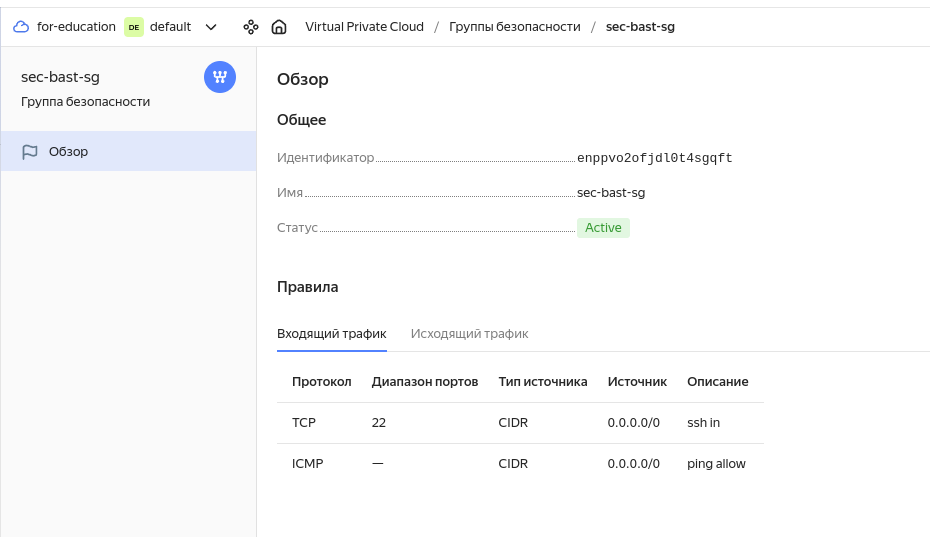 for-education DE default Virtual Private Cloud / Группы безопасности / sec-bast-sg
sec-bast-sg
Группа безопасности
Обзор
Обзор
Общее
Идентификатор enppvo2ofjdl0t4sgqft
Имя sec-bast-sg
Статус Active
Правила
Входящий трафик Исходящий трафик
Протокол Диапазон портов Тип источника Источник Описание
TCP 22 CIDR 0.0.0.0/0 ssh in
ICMP — CIDR 0.0.0.0/0 ping allow